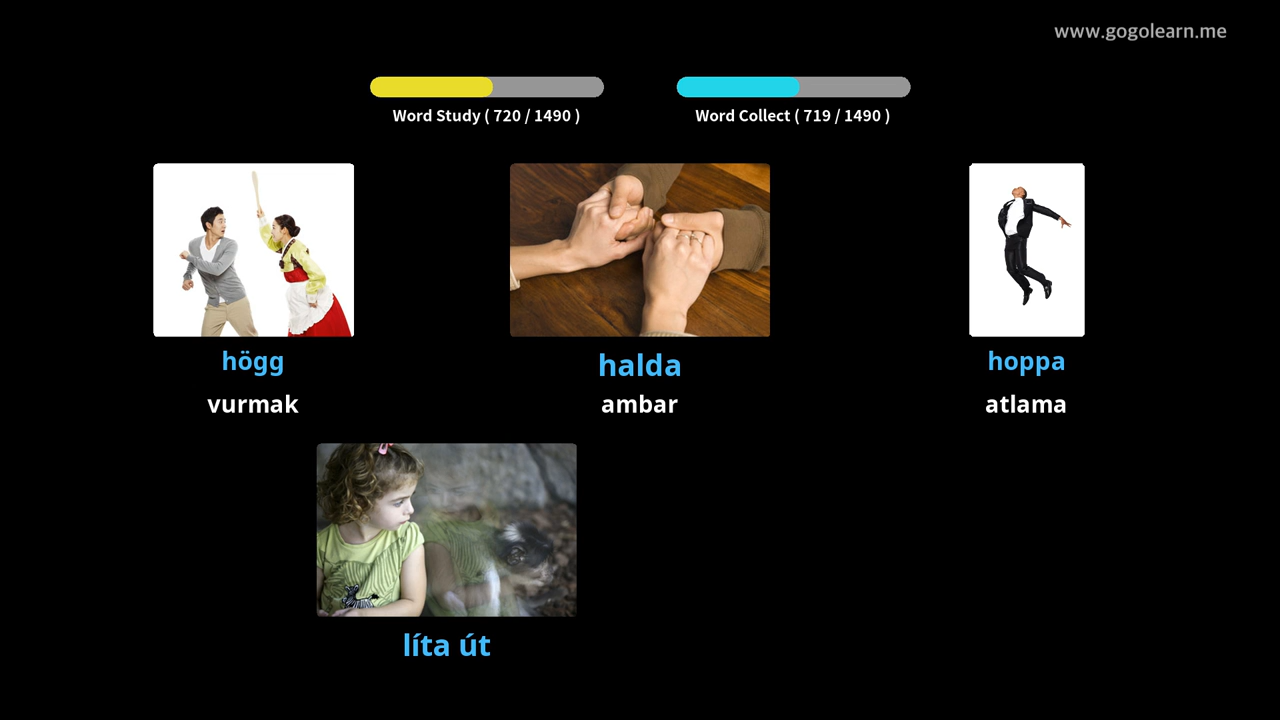 www.gogolearn.me
Word Study ( 720 / 1490 )
Word Collect ( 719 / 1490 )
högg
halda
hoppa
vurmak
ambar
atlama
líta út